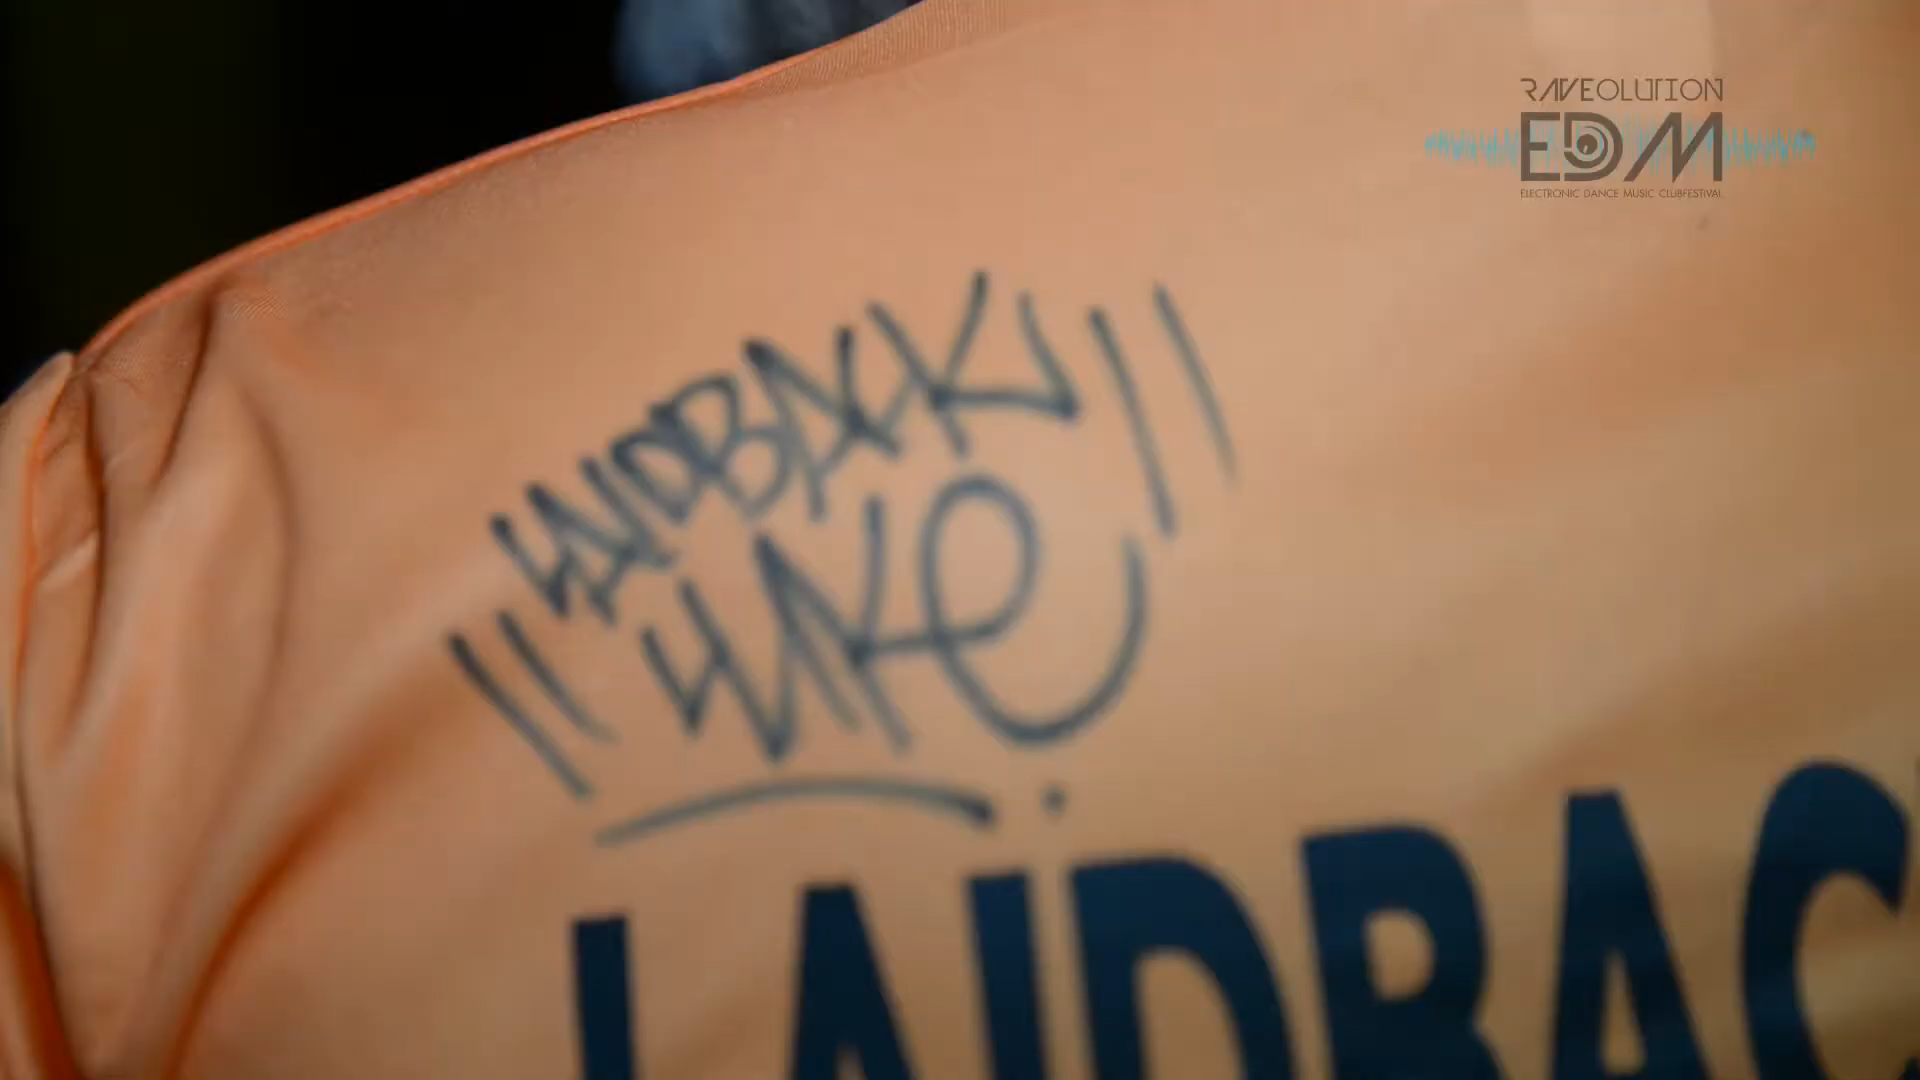 RAVEOLUTION
EDM
ELECTRONIC DANCE MUSIC CLUBFESTIVAL
"LAIDBACK
LUKE"
LAIDBAC